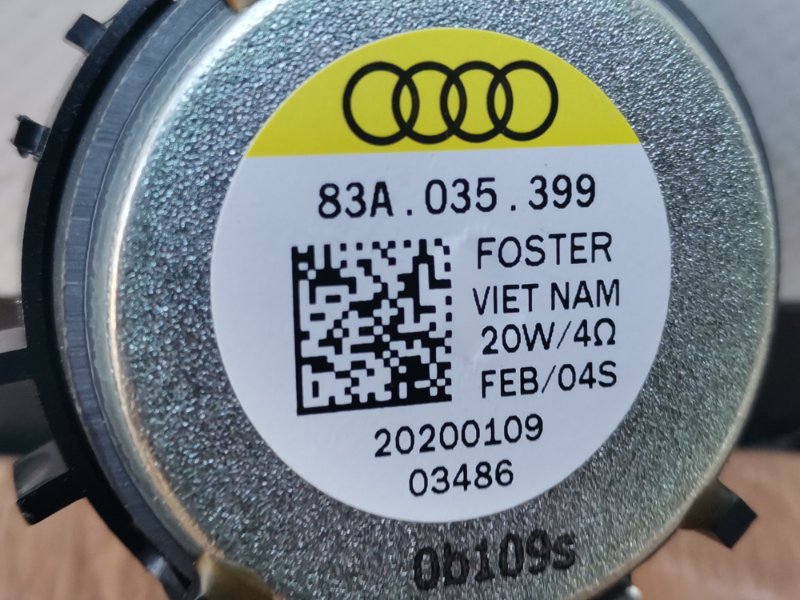 83A.035.399
FOSTER
VIET NAM
20W/4Ω
FEB/04S
20200109
03486
0b109s